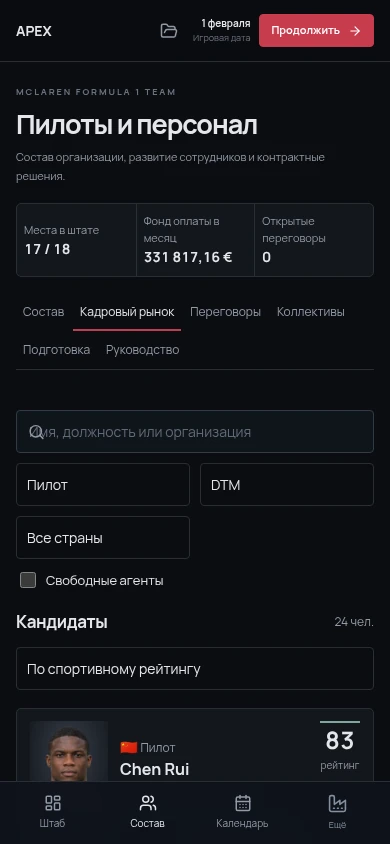 APEX
1 февраля
Игровая дата
Продолжить
MCLAREN FORMULA 1 TEAM
Пилоты и персонал
Состав организации, развитие сотрудников и контрактные
решения.
Места в штате
17 / 18
Фонд оплаты в
месяц
331 817,16 €
Открытые
переговоры
0
Состав Кадровый рынок Переговоры Коллективы
Подготовка Руководство
Имя, должность или организация
Пилот
DTM
Все страны
Свободные агенты
Кандидаты
24 чел.
По спортивному рейтингу
Пилот
Chen Rui
83
рейтинг
Штаб
Состав
Календарь
Ещё